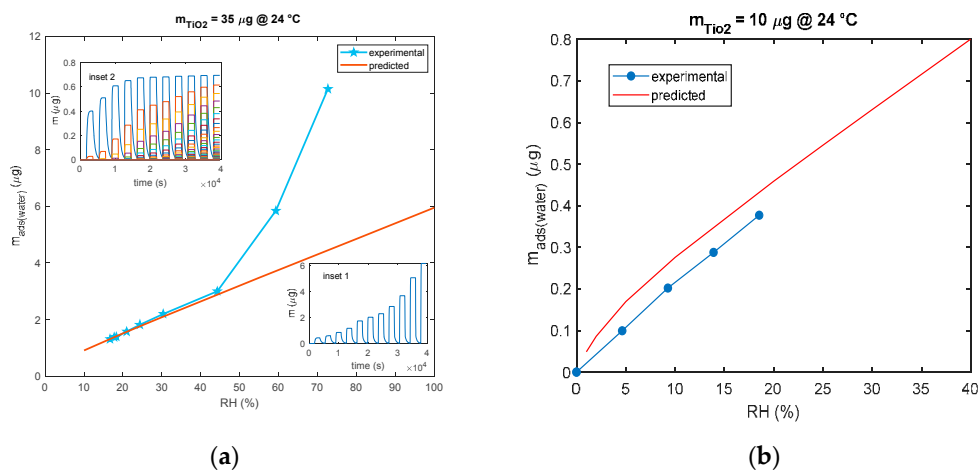 m_TiO2 = 35 µg @ 24 °C
12
10
8
6
4
2
0
m_ads(water) (µg)
0 10 20 30 40 50 60 70 80 90 100
RH (%)
experimental
predicted
inset 2
0.8
0.6
0.4
0.2
0
m (µg)
0 1 2 3 4
time (s)
×10^4
inset 1
6
4
2
0
m (µg)
0 1 2 3 4
time (s)
×10^4
(a)
m_Tio2 = 10 µg @ 24 °C
0.8
0.7
0.6
0.5
0.4
0.3
0.2
0.1
0
m_ads(water) (µg)
0 5 10 15 20 25 30 35 40
RH (%)
experimental
predicted
(b)